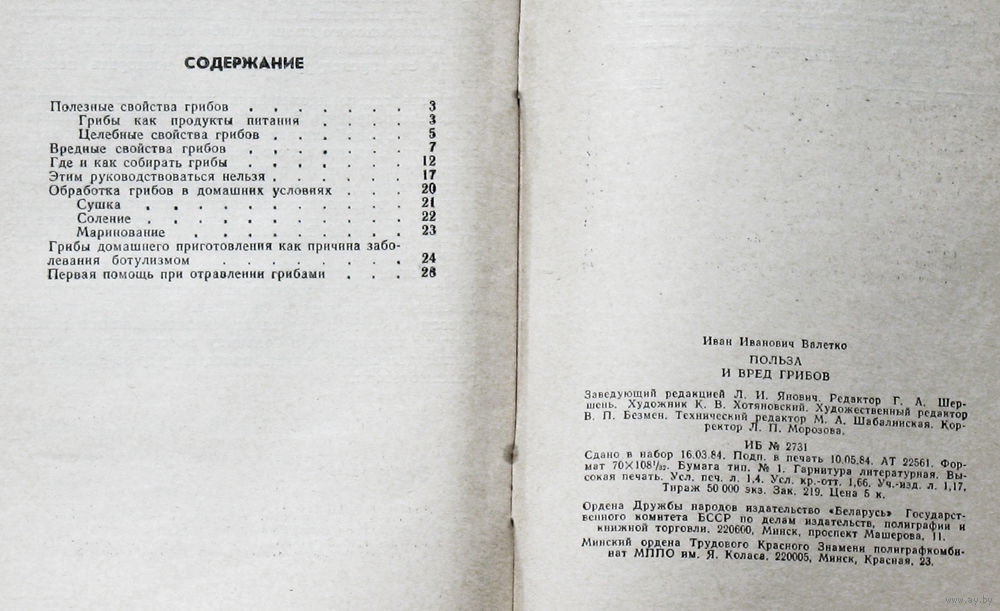 СОДЕРЖАНИЕ
Полезные свойства грибов . . . . . . . 3
Грибы как продукты питания . . . . 3
Целебные свойства грибов . . . . . . 5
Вредные свойства грибов . . . . . . . 7
Где и как собирать грибы . . . . . . . 12
Этим руководствоваться нельзя . . . . . . 17
Обработка грибов в домашних условиях . . . 20
Сушка . . . . . . . . . . . 21
Соление . . . . . . . . . . . 22
Маринование . . . . . . . . . 23
Грибы домашнего приготовления как причина забо-
левания ботулизмом . . . . . . . . 24
Первая помощь при отравлении грибами . . . 28
Иван Иванович Валетко
ПОЛЬЗА
И ВРЕД ГРИБОВ
Заведующий редакцией Л. И. Янович. Редактор Г. А. Шер-
шень. Художник К. В. Хотяновский. Художественный редактор
В. П. Безмен. Технический редактор М. А. Шабалинская. Кор-
ректор Л. П. Морозова.
ИБ № 2731
Сдано в набор 16.03.84. Подп. в печать 10.05.84. АТ 22561. Фор-
мат 70×108¹/₃₂. Бумага тип. № 1. Гарнитура литературная. Вы-
сокая печать. Усл. печ. л. 1,4. Усл. кр.-отт. 1,66. Уч.-изд. л. 1,17.
Тираж 50 000 экз. Зак. 219. Цена 5 к.
Ордена Дружбы народов издательство «Беларусь» Государст-
венного комитета БССР по делам издательств, полиграфии и
книжной торговли. 220600, Минск, проспект Машерова, 11.
Минский ордена Трудового Красного Знамени полиграфкомби-
нат МППО им. Я. Коласа. 220005, Минск, Красная, 23.
www.ay.by